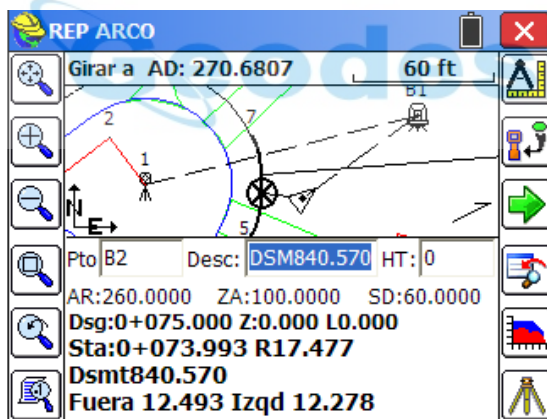 REP ARCO
Girar a AD: 270.6807 60 ft
B1
2
7
1
N
E
5
Pto B2 Desc: DSM840.570 HT: 0
AR:260.0000 ZA:100.0000 SD:60.0000
Dsg:0+075.000 Z:0.000 L0.000
Sta:0+073.993 R17.477
Dsmt840.570
Fuera 12.493 Izqd 12.278